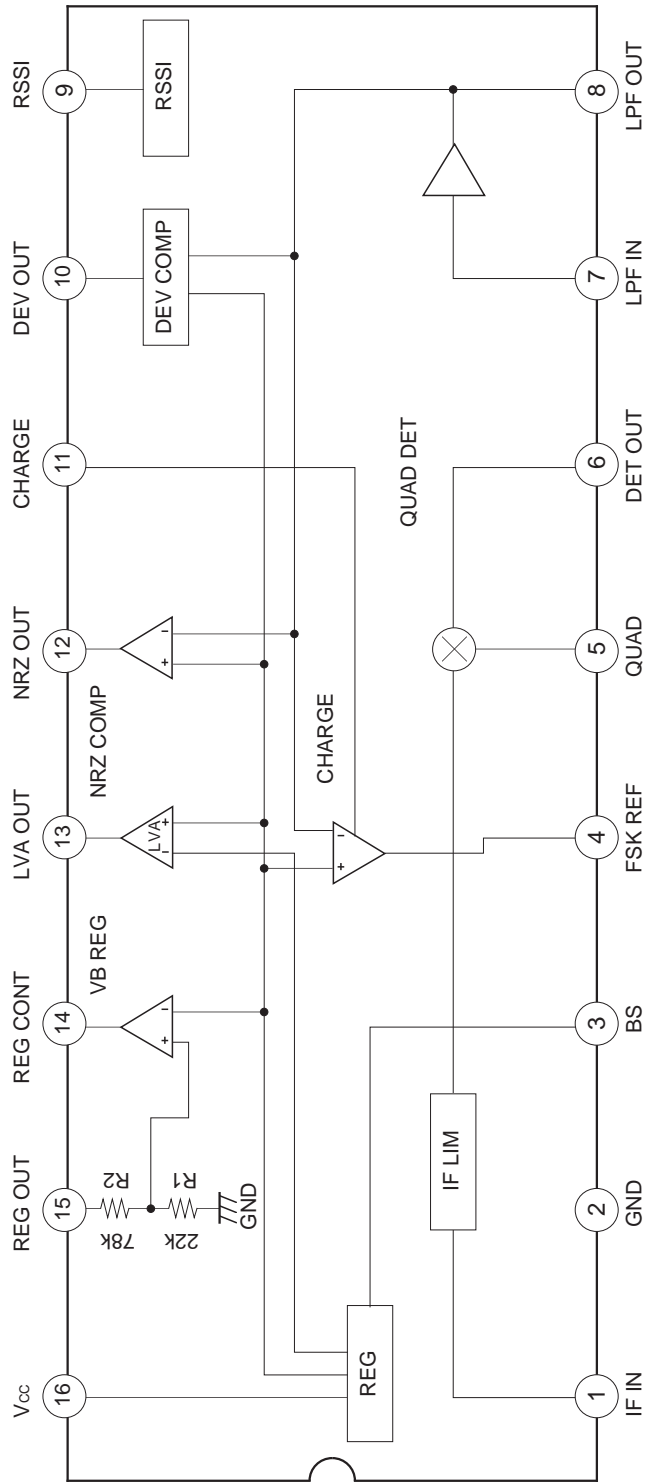 Vcc
REG OUT
REG CONT
LVA OUT
NRZ OUT
CHARGE
DEV OUT
RSSI
16
15
14
13
12
11
10
9
78k
R2
22k
R1
GND
VB REG
+
-
LVA
-
+
NRZ COMP
+
-
DEV COMP
RSSI
REG
CHARGE
+
-
QUAD DET
IF LIM
1
2
3
4
5
6
7
8
IF IN
GND
BS
FSK REF
QUAD
DET OUT
LPF IN
LPF OUT